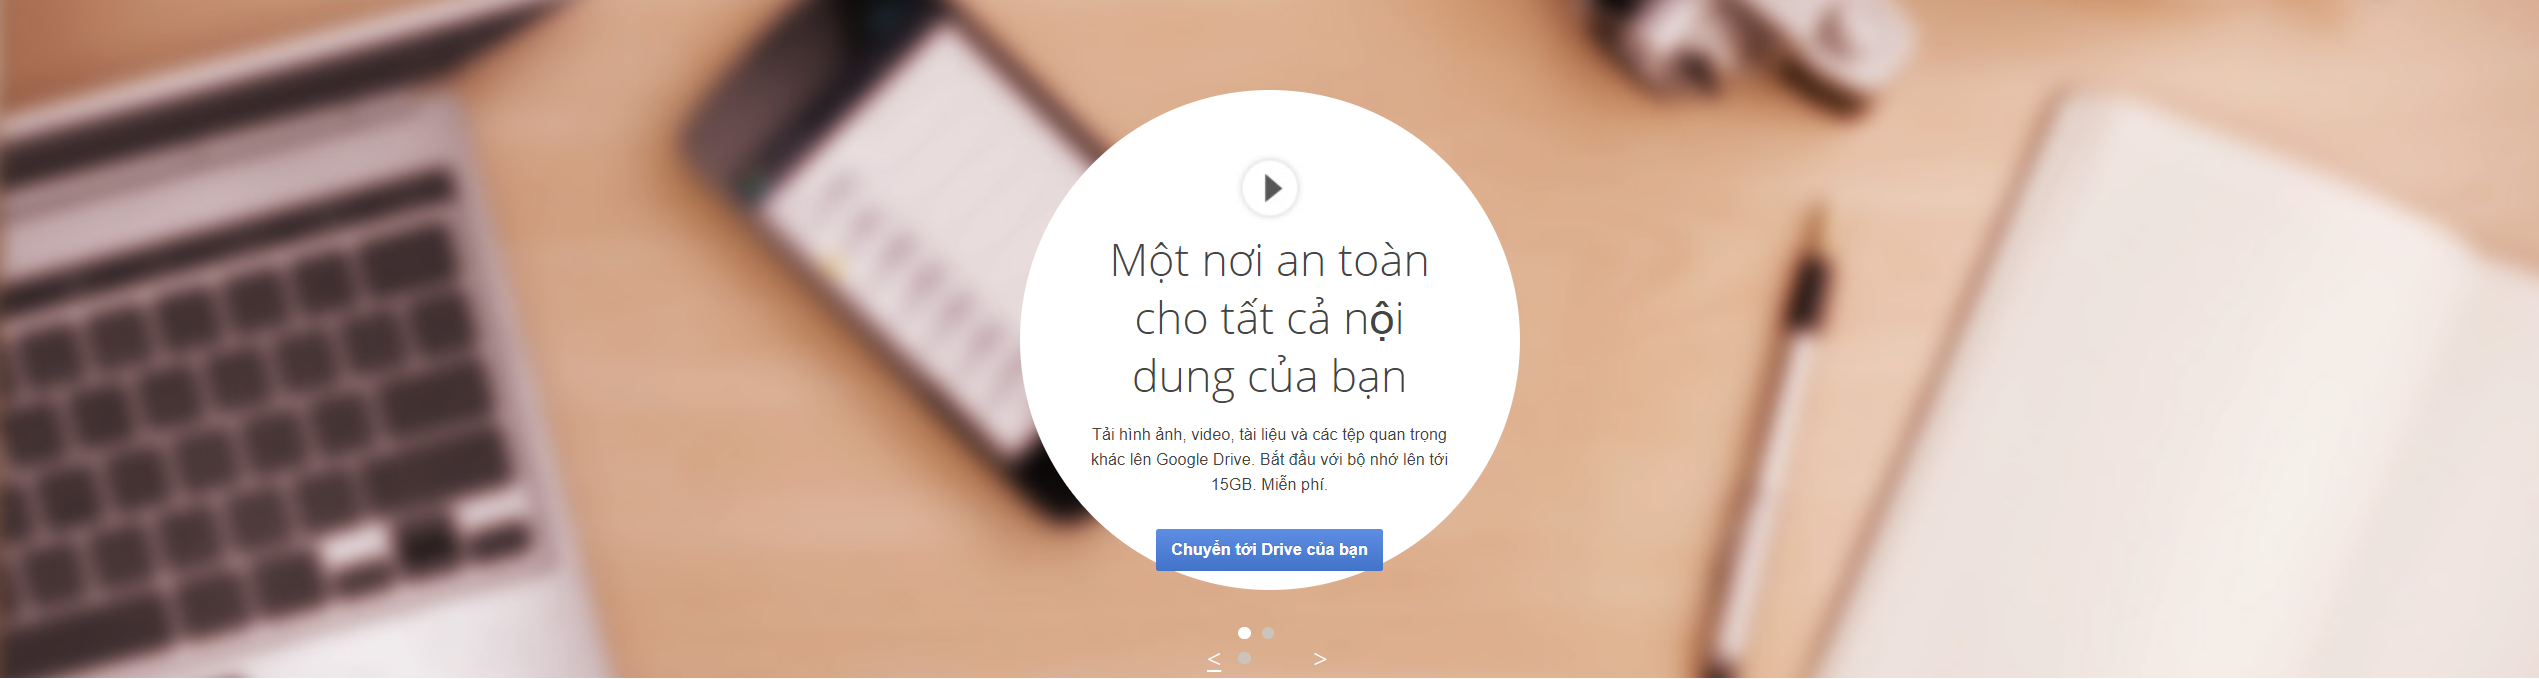 Một nơi an toàn
cho tất cả nội
dung của bạn
Tải hình ảnh, video, tài liệu và các tệp quan trọng
khác lên Google Drive. Bắt đầu với bộ nhớ lên tới
15GB. Miễn phí.
Chuyển tới Drive của bạn
< >